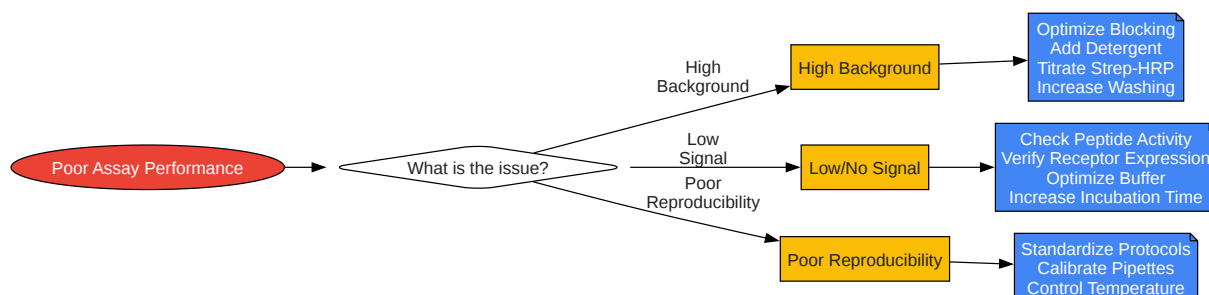 Poor Assay Performance
What is the issue?
High
Background
Low
Signal
Poor
Reproducibility
High Background
Low/No Signal
Poor Reproducibility
Optimize Blocking
Add Detergent
Titrate Strep-HRP
Increase Washing
Check Peptide Activity
Verify Receptor Expression
Optimize Buffer
Increase Incubation Time
Standardize Protocols
Calibrate Pipettes
Control Temperature